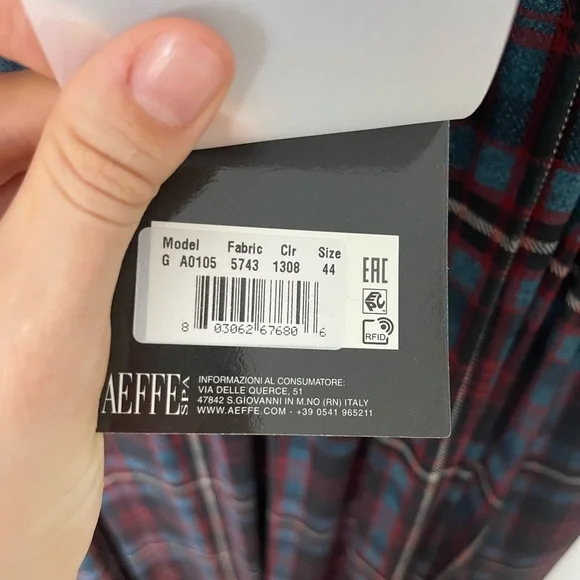 Model Fabric Clr Size
G A0105 5743 1308 44
8 03062 67680 6
EAC
RFID
AEFFE SPA
INFORMAZIONI AL CONSUMATORE:
VIA DELLE QUERCE, 51
47842 S.GIOVANNI IN M.NO (RN) ITALY
WWW.AEFFE.COM - +39 0541 965211